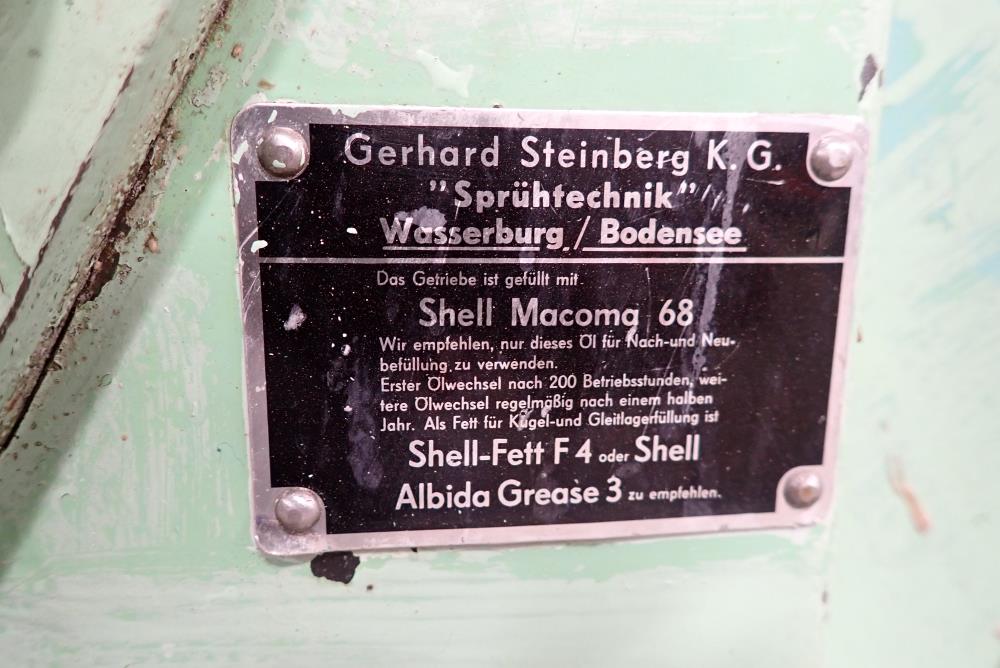 Gerhard Steinberg K. G.
"Sprühtechnik"
Wasserburg / Bodensee
Das Getriebe ist gefüllt mit
Shell Macoma 68
Wir empfehlen, nur dieses Öl für Nach-und Neu-
befüllung zu verwenden.
Erster Ölwechsel nach 200 Betriebsstunden, wei-
tere Ölwechsel regelmäßig nach einem halben
Jahr. Als Fett für Kugel-und Gleitlagerfüllung ist
Shell-Fett F 4 oder Shell
Albida Grease 3 zu empfehlen.